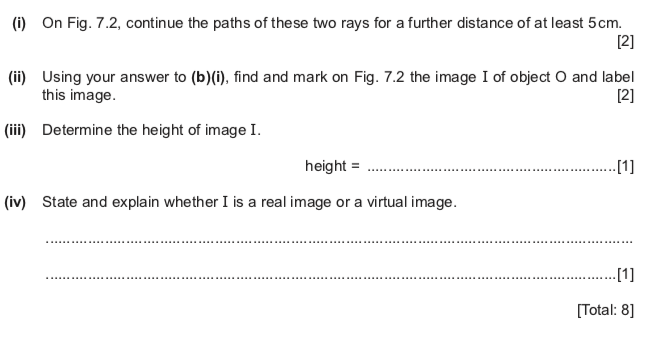 (i) On Fig. 7.2, continue the paths of these two rays for a further distance of at least 5 cm.
[2]
(ii) Using your answer to (b)(i), find and mark on Fig. 7.2 the image I of object O and label
this image. [2]
(iii) Determine the height of image I.
height = ............................................................[1]
(iv) State and explain whether I is a real image or a virtual image.
..........................................................................................................................................
......................................................................................................................................[1]
[Total: 8]